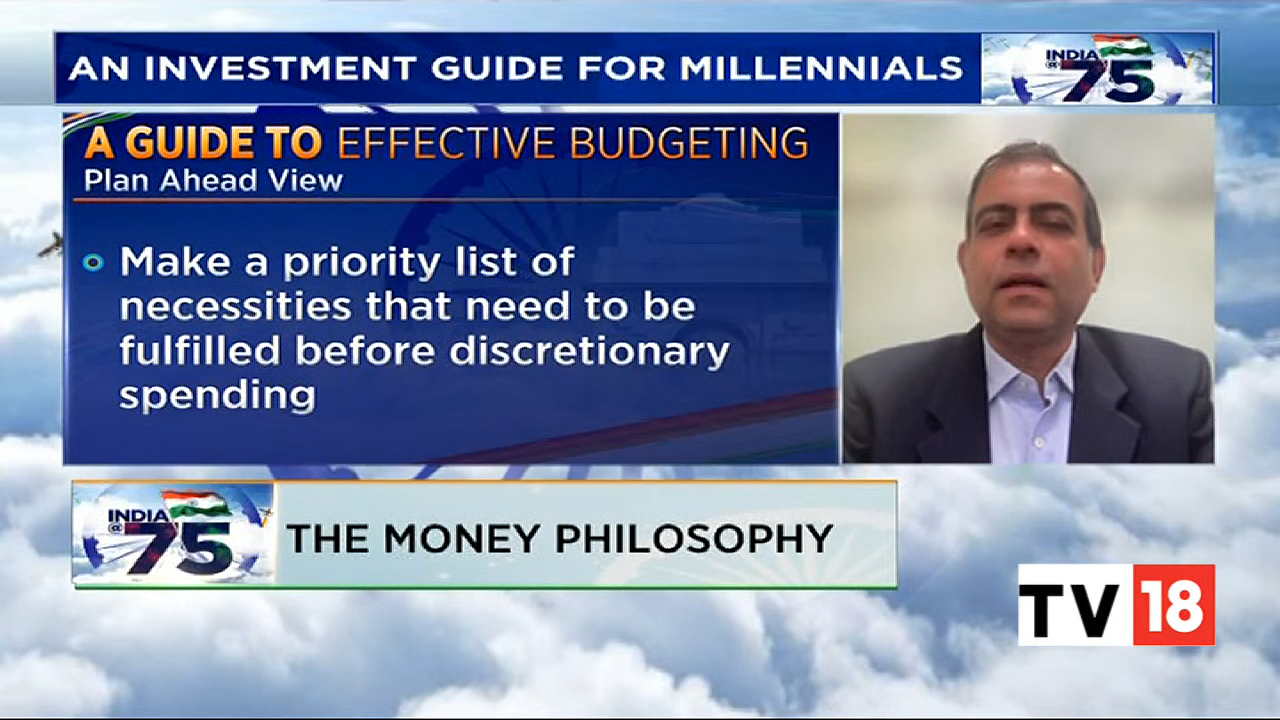 AN INVESTMENT GUIDE FOR MILLENNIALS
INDIA
@75
A GUIDE TO EFFECTIVE BUDGETING
Plan Ahead View
Make a priority list of
necessities that need to be
fulfilled before discretionary
spending
INDIA
@75
THE MONEY PHILOSOPHY
TV18